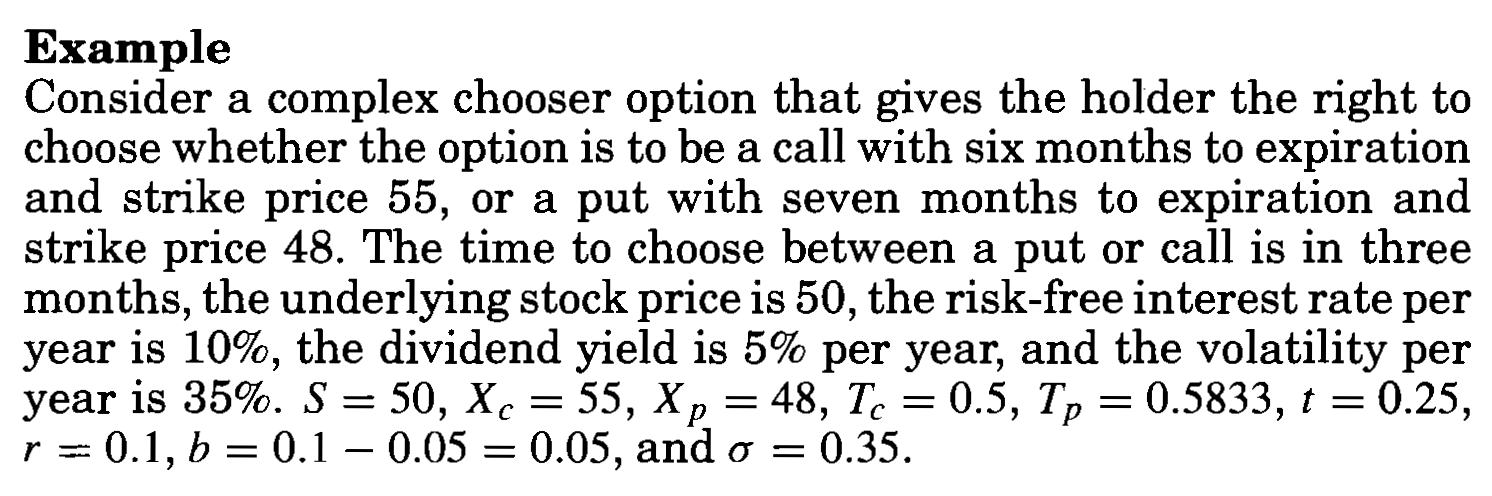 Example
Consider a complex chooser option that gives the holder the right to
choose whether the option is to be a call with six months to expiration
and strike price 55, or a put with seven months to expiration and
strike price 48. The time to choose between a put or call is in three
months, the underlying stock price is 50, the risk-free interest rate per
year is 10%, the dividend yield is 5% per year, and the volatility per
year is 35%. S = 50, X_c = 55, X_p = 48, T_c = 0.5, T_p = 0.5833, t = 0.25,
r = 0.1, b = 0.1 − 0.05 = 0.05, and σ = 0.35.